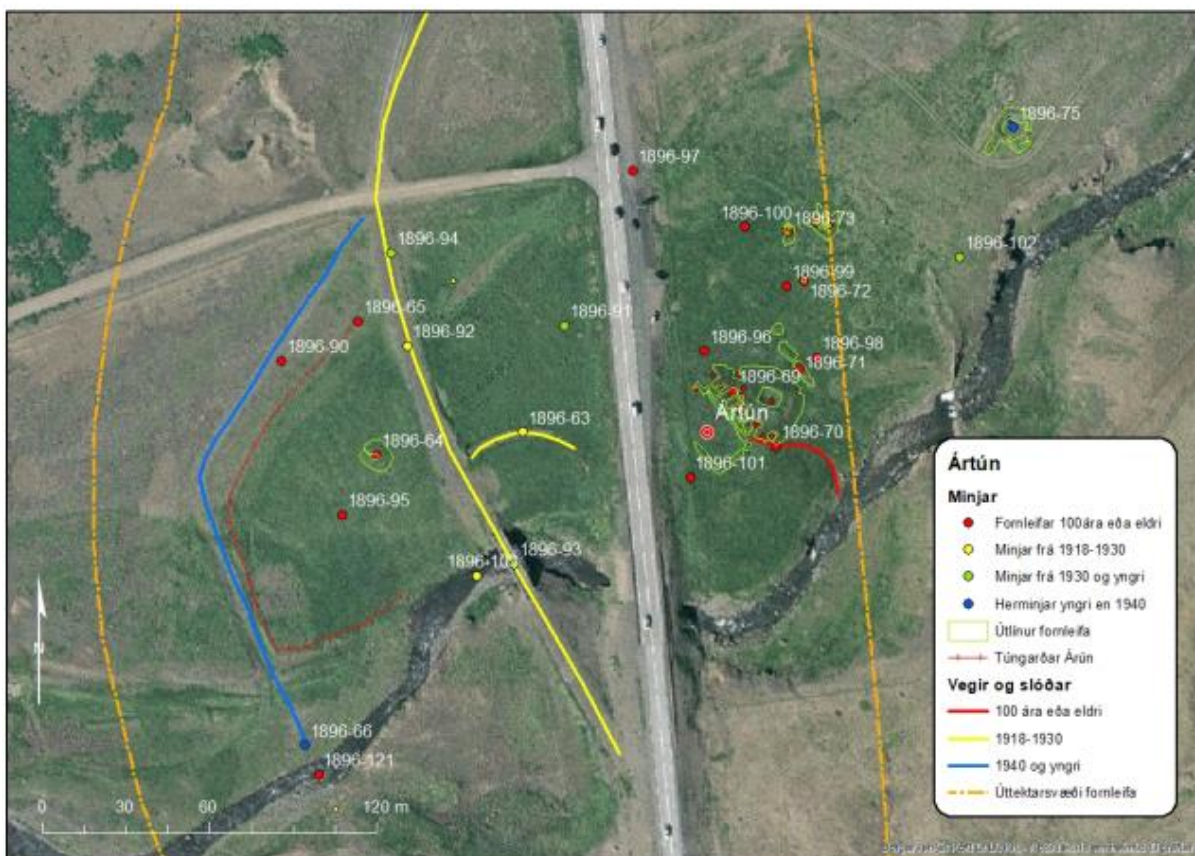 1896-75
1896-97
1896-100
1896-73
1896-94
1896-102
1896-99
1896-72
1896-65
1896-91
1896-92
1896-90
1896-96
1896-98
1896-71
1896-69
1896-63
Ártún
1896-64
1896-70
1896-101
1896-95
1896-93
1896-103
1896-66
1896-121
0 30 60 120 m
N
Ártún
Minjar
Fornleifar 100ára eða eldri
Minjar frá 1918-1930
Minjar frá 1930 og yngri
Herminjar yngri en 1940
Útlínur fornleifa
Túngarðar Árún
Vegir og slóðar
100 ára eða eldri
1918-1930
1940 og yngri
Úttektarsvæði fornleifa